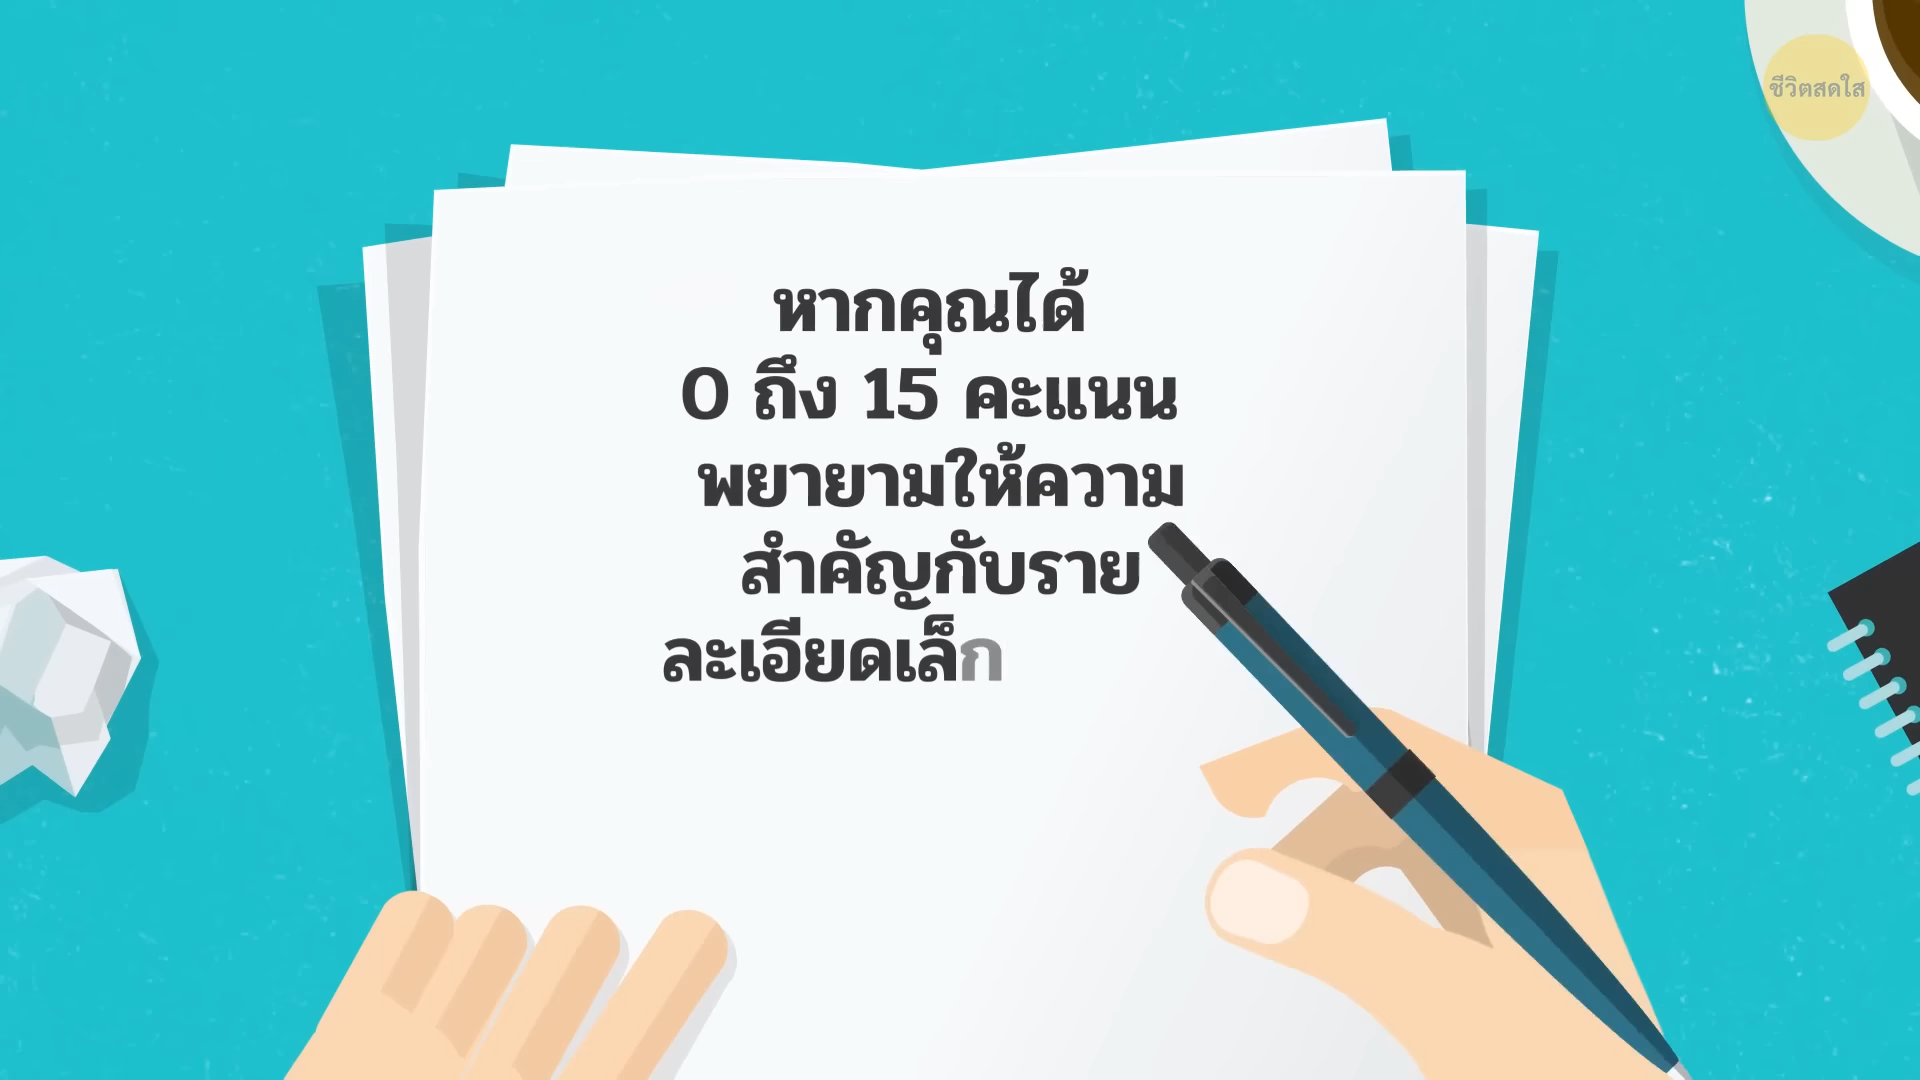 ชีวิตสดใส
หากคุณได้
0 ถึง 15 คะแนน
พยายามให้ความ
สำคัญกับราย
ละเอียดเล็ก